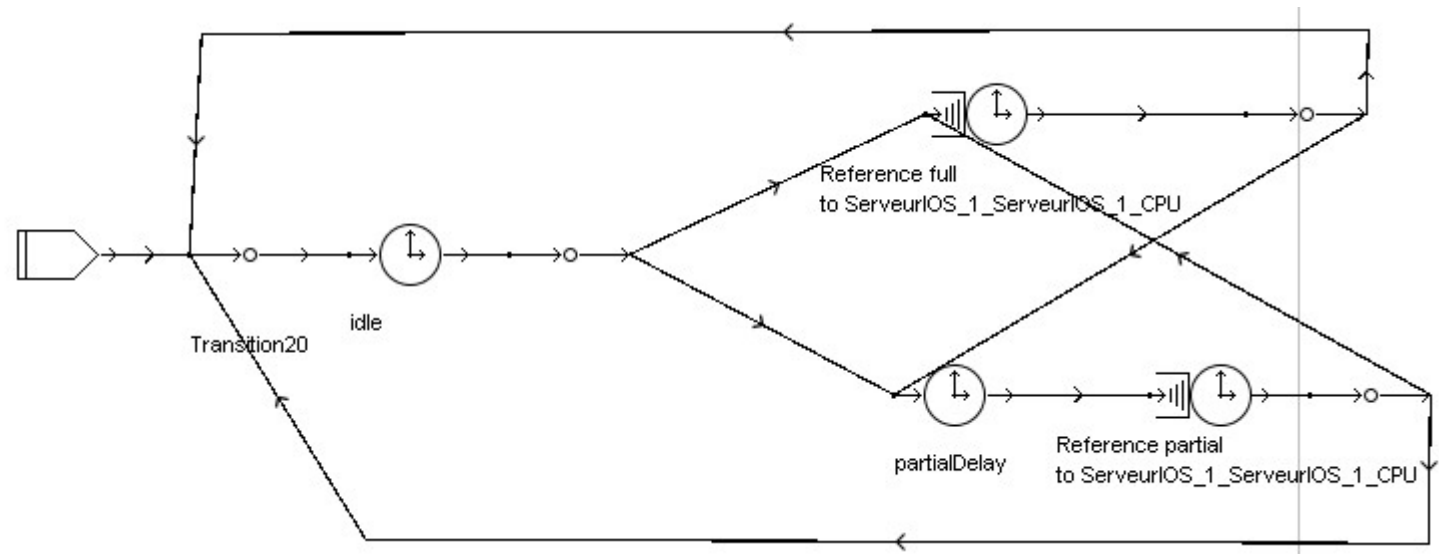 Reference full
to ServeurIOS_1_ServeurIOS_1_CPU
idle
Transition20
Reference partial
to ServeurIOS_1_ServeurIOS_1_CPU
partialDelay